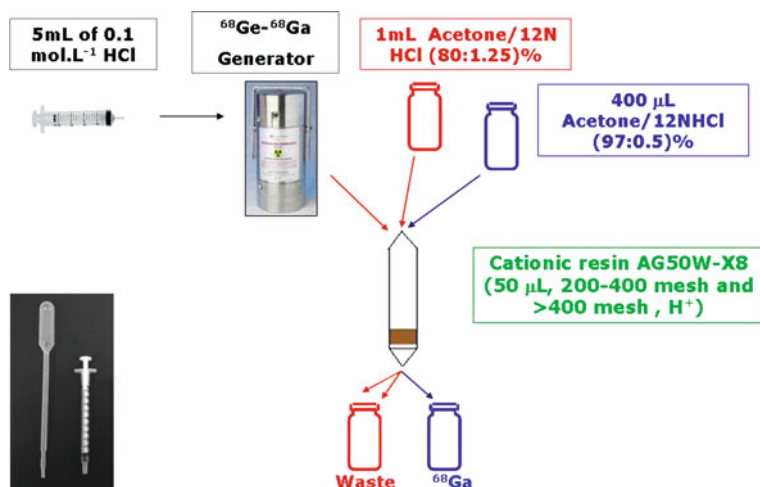 5mL of 0.1
mol.L⁻¹ HCl
⁶⁸Ge-⁶⁸Ga
Generator
1mL Acetone/12N
HCl (80:1.25)%
400 µL
Acetone/12NHCl
(97:0.5)%
Cationic resin AG50W-X8
(50 µL, 200-400 mesh and
>400 mesh , H⁺)
Waste
⁶⁸Ga